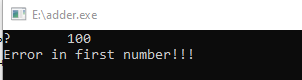 E:\adder.exe
?       100
Error in first number!!!